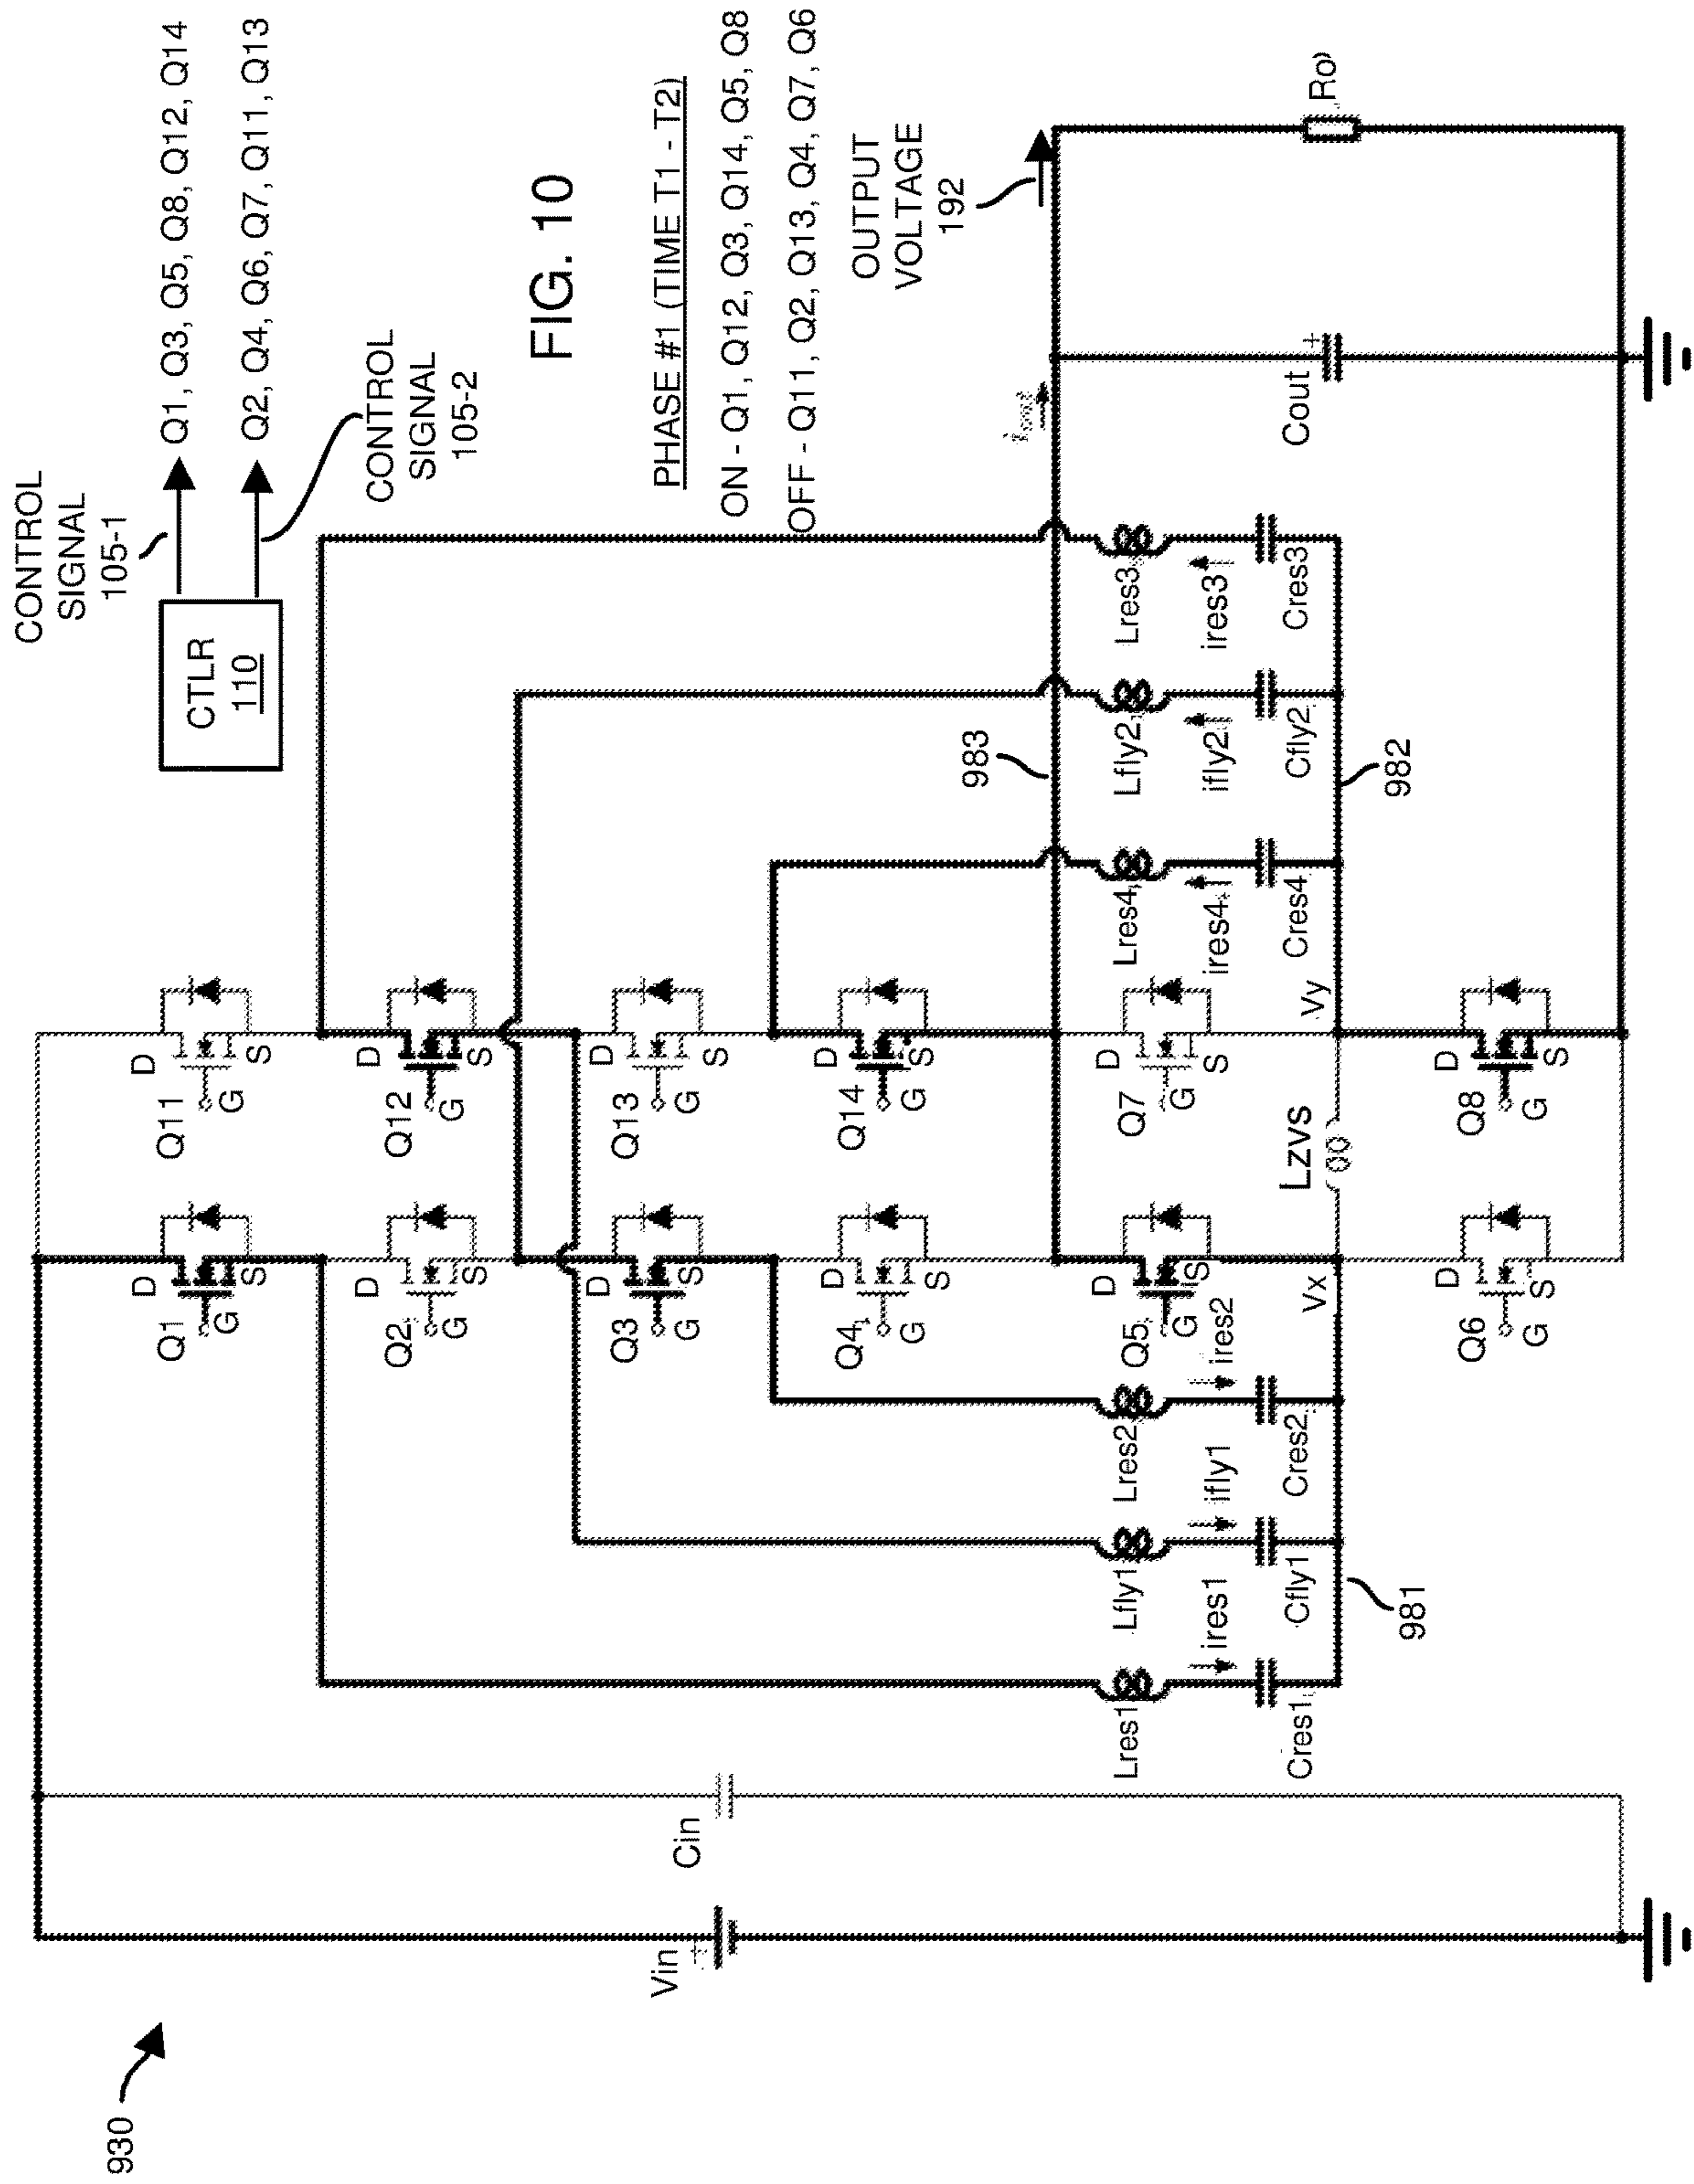 930
CONTROL
SIGNAL
105-1
CTLR
110
Q1, Q3, Q5, Q8, Q12, Q14
Q2, Q4, Q6, Q7, Q11, Q13
CONTROL
SIGNAL
105-2
FIG. 10
PHASE #1 (TIME T1 - T2)
ON - Q1, Q12, Q3, Q14, Q5, Q8
OFF - Q11, Q2, Q13, Q4, Q7, Q6
OUTPUT
VOLTAGE
192
Q1
D
G
S
Q11
D
G
S
Q2
D
G
S
Q12
D
G
S
Q3
D
G
S
Q13
D
G
S
Q4
D
G
S
Q14
D
G
S
Q5
D
G
S
Q7
D
G
S
Q6
D
G
S
Q8
D
G
S
Vin
+
Cin
Lres1
ires1
Cres1
Lfly1
ifly1
Cfly1
Lres2
ires2
Cres2
981
Vx
Lzvs
Vy
Lres4
ires4
Cres4
983
Lfly2
ifly2
Cfly2
982
Lres3
ires3
Cres3
Cout
+
Ro